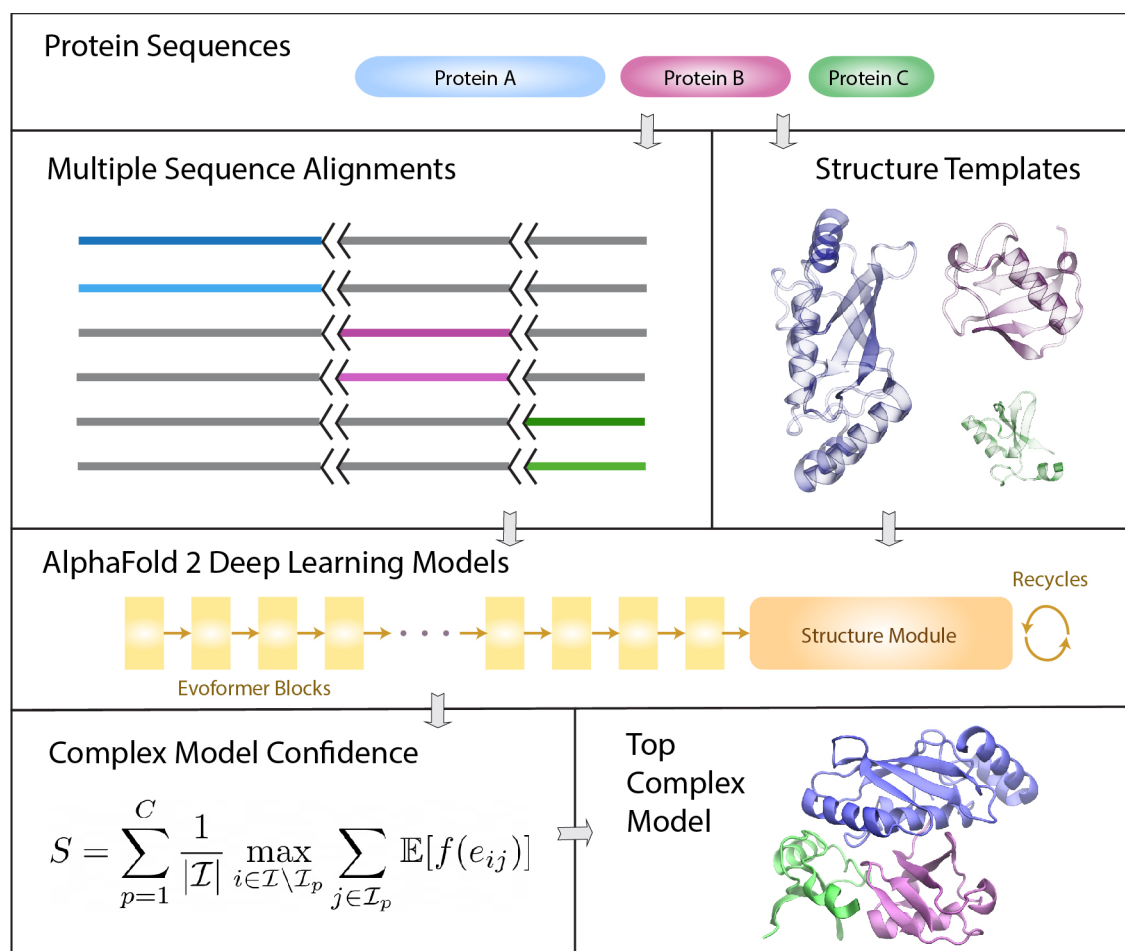 Protein Sequences
Protein A
Protein B
Protein C
Multiple Sequence Alignments
Structure Templates
AlphaFold 2 Deep Learning Models
Recycles
Structure Module
Evoformer Blocks
Complex Model Confidence
S = \sum_{p=1}^{C} \frac{1}{|\mathcal{I}|} \max_{i \in \mathcal{I} \setminus \mathcal{I}_p} \sum_{j \in \mathcal{I}_p} \mathbb{E}[f(e_{ij})]
Top
Complex
Model